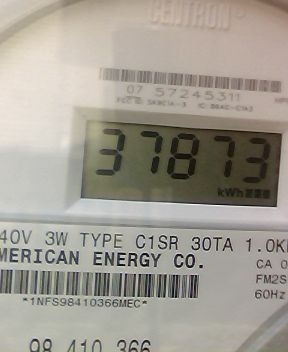 CENTRON
07 57245311
37873
kWh
40V 3W TYPE C1SR 30TA 1.0K
MERICAN ENERGY CO.
CA 0
FM2S
60Hz
*1NFS98410366MEC*
98 410 366